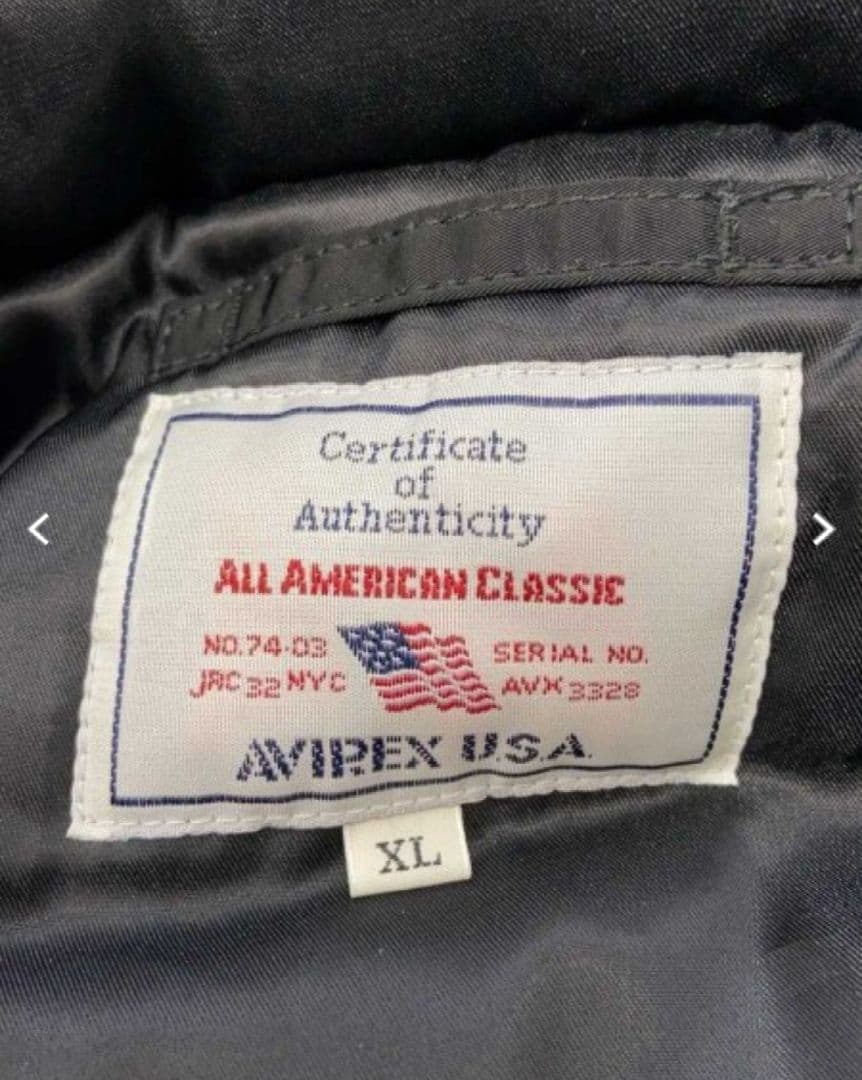 Certificate
of
Authenticity
ALL AMERICAN CLASSIC
NO.74-03 SERIAL NO.
JRC 32 NYC AVX 3328
AVIREX U.S.A.
XL